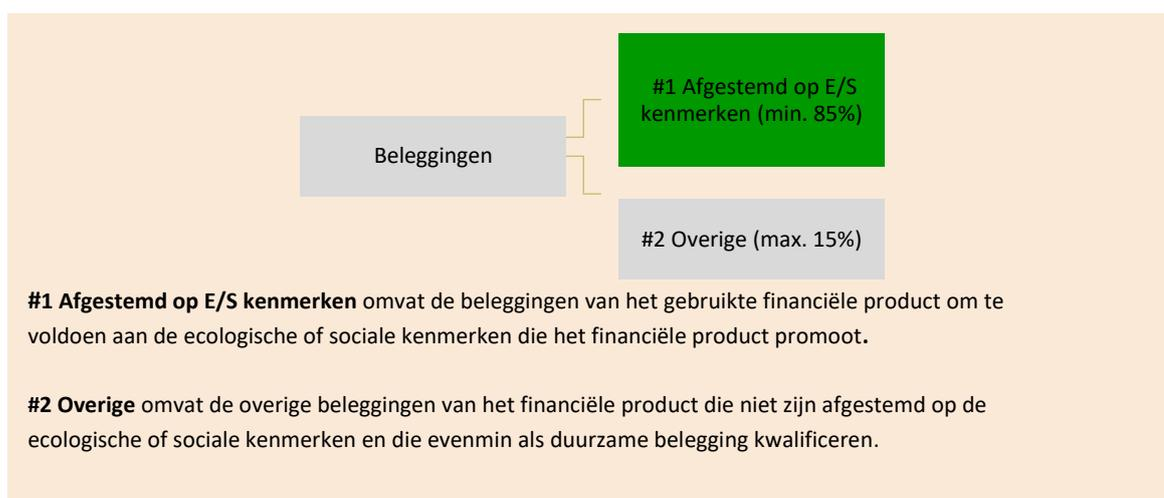 #1 Afgestemd op E/S
kenmerken (min. 85%)
Beleggingen
#2 Overige (max. 15%)
#1 Afgestemd op E/S kenmerken omvat de beleggingen van het gebruikte financiële product om te
voldoen aan de ecologische of sociale kenmerken die het financiële product promoot.
#2 Overige omvat de overige beleggingen van het financiële product die niet zijn afgestemd op de
ecologische of sociale kenmerken en die evenmin als duurzame belegging kwalificeren.